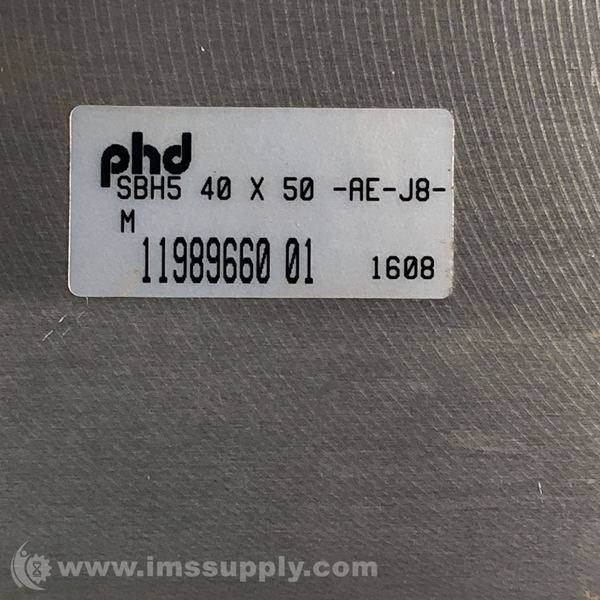 phd
SBH5 40 X 50 -AE-J8-
M
11989660 01 1608
www.imssupply.com